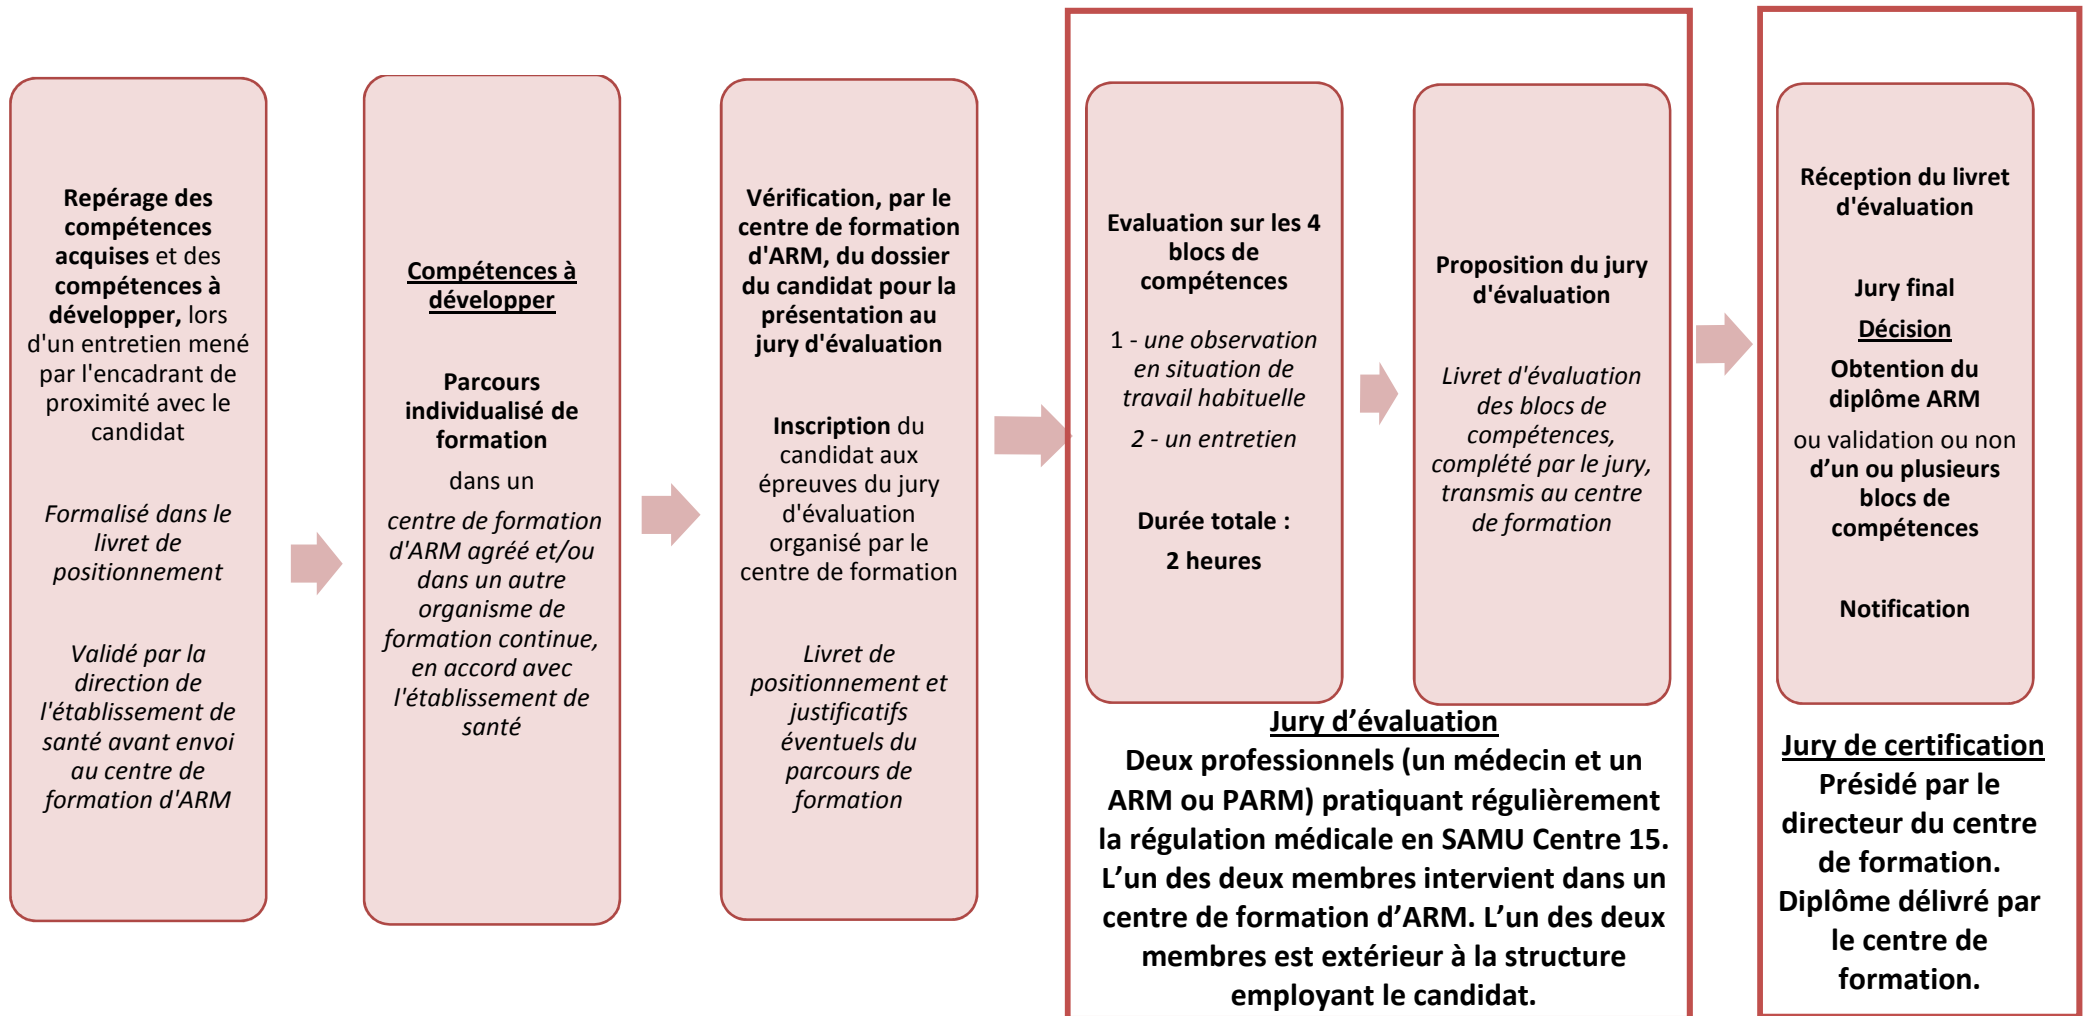 Repérage des
compétences
acquises et des
compétences à
développer, lors
d'un entretien mené
par l'encadrant de
proximité avec le
candidat
Formalisé dans le
livret de
positionnement
Validé par la
direction de
l'établissement de
santé avant envoi
au centre de
formation d'ARM
Compétences à
développer
Parcours
individualisé de
formation
dans un
centre de formation
d'ARM agréé et/ou
dans un autre
organisme de
formation continue,
en accord avec
l'établissement de
santé
Vérification, par le
centre de formation
d'ARM, du dossier
du candidat pour la
présentation au
jury d'évaluation
Inscription du
candidat aux
épreuves du jury
d'évaluation
organisé par le
centre de formation
Livret de
positionnement et
justificatifs
éventuels du
parcours de
formation
Evaluation sur les 4
blocs de
compétences
1 - une observation
en situation de
travail habituelle
2 - un entretien
Durée totale :
2 heures
Proposition du jury
d'évaluation
Livret d'évaluation
des blocs de
compétences,
complété par le jury,
transmis au centre
de formation
Jury d’évaluation
Deux professionnels (un médecin et un
ARM ou PARM) pratiquant régulièrement
la régulation médicale en SAMU Centre 15.
L’un des deux membres intervient dans un
centre de formation d’ARM. L’un des deux
membres est extérieur à la structure
employant le candidat.
Réception du livret
d'évaluation
Jury final
Décision
Obtention du
diplôme ARM
ou validation ou non
d’un ou plusieurs
blocs de
compétences
Notification
Jury de certification
Présidé par le
directeur du centre
de formation.
Diplôme délivré par
le centre de
formation.